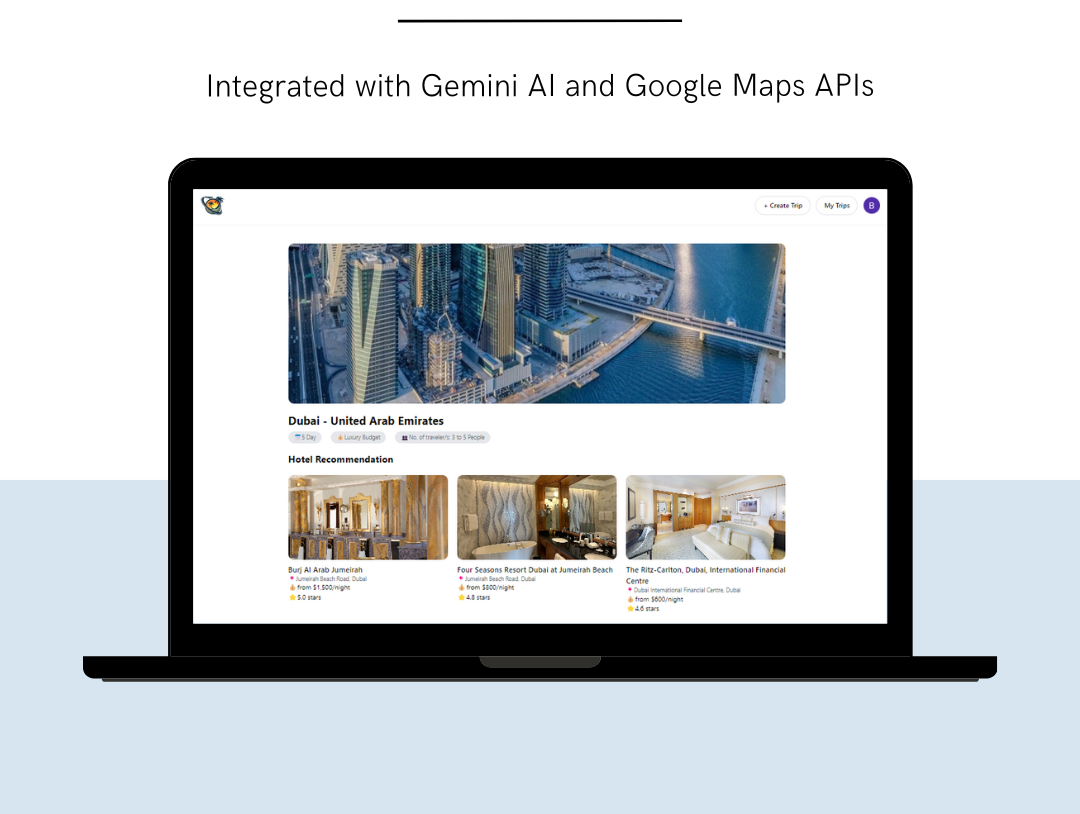 Integrated with Gemini AI and Google Maps APIs
+ Create Trip
My Trips
B
Dubai - United Arab Emirates
5 Day
Luxury Budget
No. of traveler/s: 3 to 5 People
Hotel Recommendation
Burj Al Arab Jumeirah
Jumeirah Beach Road, Dubai
from $1,500/night
5.0 stars
Four Seasons Resort Dubai at Jumeirah Beach
Jumeirah Beach Road, Dubai
from $800/night
4.8 stars
The Ritz-Carlton, Dubai, International Financial
Centre
Dubai International Financial Centre, Dubai
from $600/night
4.6 stars